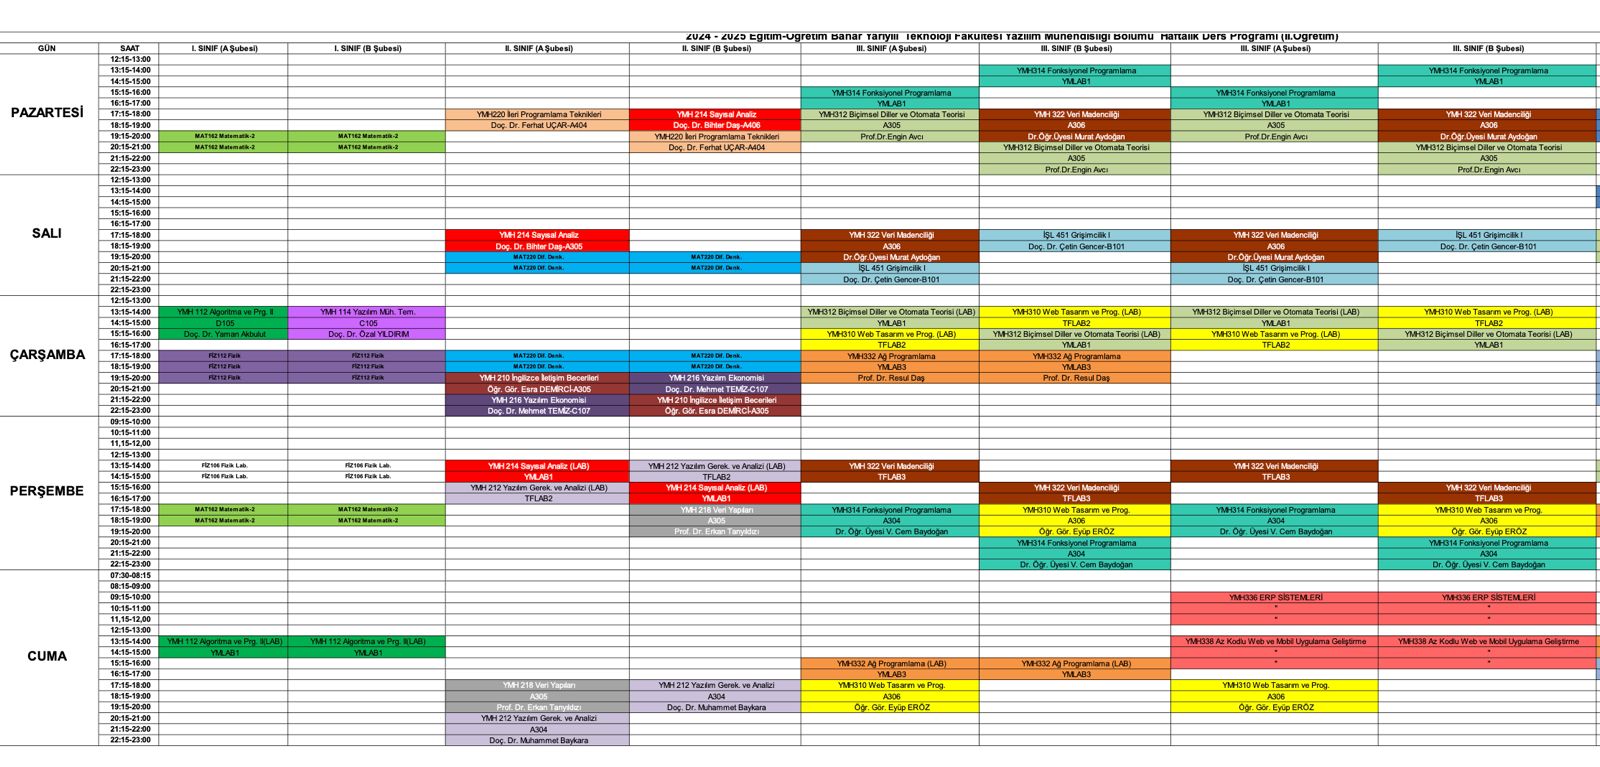 2024 - 2025 Eğitim-Öğretim Bahar Yarıyılı Teknoloji Fakültesi Yazılım Mühendisliği Bölümü Haftalık Ders Programı (II.Öğretim)
GÜN SAAT I. SINIF (A Şubesi) I. SINIF (B Şubesi) II. SINIF (A Şubesi) II. SINIF (B Şubesi) III. SINIF (A Şubesi) III. SINIF (B Şubesi) III. SINIF (A Şubesi) III. SINIF (B Şubesi)
PAZARTESİ
12:15-13:00
13:15-14:00 YMH314 Fonksiyonel Programlama YMH314 Fonksiyonel Programlama
14:15-15:00 YMLAB1 YMLAB1
15:15-16:00 YMH314 Fonksiyonel Programlama YMH314 Fonksiyonel Programlama
16:15-17:00 YMLAB1 YMLAB1
17:15-18:00 YMH220 İleri Programlama Teknikleri YMH 214 Sayısal Analiz YMH312 Biçimsel Diller ve Otomata Teorisi YMH 322 Veri Madenciliği YMH312 Biçimsel Diller ve Otomata Teorisi YMH 322 Veri Madenciliği
18:15-19:00 Doç. Dr. Ferhat UÇAR-A404 Doç. Dr. Bihter Daş-A406 A305 A306 A305 A306
19:15-20:00 MAT162 Matematik-2 MAT162 Matematik-2 YMH220 İleri Programlama Teknikleri Prof.Dr.Engin Avcı Dr.Öğr.Üyesi Murat Aydoğan Prof.Dr.Engin Avcı Dr.Öğr.Üyesi Murat Aydoğan
20:15-21:00 MAT162 Matematik-2 MAT162 Matematik-2 Doç. Dr. Ferhat UÇAR-A404 YMH312 Biçimsel Diller ve Otomata Teorisi YMH312 Biçimsel Diller ve Otomata Teorisi
21:15-22:00 A305 A305
22:15-23:00 Prof.Dr.Engin Avcı Prof.Dr.Engin Avcı
SALI
12:15-13:00
13:15-14:00
14:15-15:00
15:15-16:00
16:15-17:00
17:15-18:00 YMH 214 Sayısal Analiz YMH 322 Veri Madenciliği İŞL 451 Grişimcilik I YMH 322 Veri Madenciliği İŞL 451 Grişimcilik I
18:15-19:00 Doç. Dr. Bihter Daş-A305 A306 Doç. Dr. Çetin Gencer-B101 A306 Doç. Dr. Çetin Gencer-B101
19:15-20:00 MAT220 Dif. Denk. MAT220 Dif. Denk. Dr.Öğr.Üyesi Murat Aydoğan Dr.Öğr.Üyesi Murat Aydoğan
20:15-21:00 MAT220 Dif. Denk. MAT220 Dif. Denk. İŞL 451 Grişimcilik I İŞL 451 Grişimcilik I
21:15-22:00 Doç. Dr. Çetin Gencer-B101 Doç. Dr. Çetin Gencer-B101
22:15-23:00
ÇARŞAMBA
12:15-13:00
13:15-14:00 YMH 112 Algoritma ve Prg. II YMH 114 Yazılım Müh. Tem. YMH312 Biçimsel Diller ve Otomata Teorisi (LAB) YMH310 Web Tasarım ve Prog. (LAB) YMH312 Biçimsel Diller ve Otomata Teorisi (LAB) YMH310 Web Tasarım ve Prog. (LAB)
14:15-15:00 D105 C105 YMLAB1 TFLAB2 YMLAB1 TFLAB2
15:15-16:00 Doç. Dr. Yaman Akbulut Doç. Dr. Özal YILDIRIM YMH310 Web Tasarım ve Prog. (LAB) YMH312 Biçimsel Diller ve Otomata Teorisi (LAB) YMH310 Web Tasarım ve Prog. (LAB) YMH312 Biçimsel Diller ve Otomata Teorisi (LAB)
16:15-17:00 TFLAB2 YMLAB1 TFLAB2 YMLAB1
17:15-18:00 FİZ112 Fizik FİZ112 Fizik MAT220 Dif. Denk. MAT220 Dif. Denk. YMH332 Ağ Programlama YMH332 Ağ Programlama
18:15-19:00 FİZ112 Fizik FİZ112 Fizik MAT220 Dif. Denk. MAT220 Dif. Denk. YMLAB3 YMLAB3
19:15-20:00 FİZ112 Fizik FİZ112 Fizik YMH 210 İngilizce İletişim Becerileri YMH 216 Yazılım Ekonomisi Prof. Dr. Resul Daş Prof. Dr. Resul Daş
20:15-21:00 Öğr. Gör. Esra DEMİRCİ-A305 Doç. Dr. Mehmet TEMİZ-C107
21:15-22:00 YMH 216 Yazılım Ekonomisi YMH 210 İngilizce İletişim Becerileri
22:15-23:00 Doç. Dr. Mehmet TEMİZ-C107 Öğr. Gör. Esra DEMİRCİ-A305
PERŞEMBE
09:15-10:00
10:15-11:00
11,15-12,00
12:15-13:00
13:15-14:00 FİZ106 Fizik Lab. FİZ106 Fizik Lab. YMH 214 Sayısal Analiz (LAB) YMH 212 Yazılım Gerek. ve Analizi (LAB) YMH 322 Veri Madenciliği YMH 322 Veri Madenciliği
14:15-15:00 FİZ106 Fizik Lab. FİZ106 Fizik Lab. YMLAB1 TFLAB2 TFLAB3 TFLAB3
15:15-16:00 YMH 212 Yazılım Gerek. ve Analizi (LAB) YMH 214 Sayısal Analiz (LAB) YMH 322 Veri Madenciliği YMH 322 Veri Madenciliği
16:15-17:00 TFLAB2 YMLAB1 TFLAB3 TFLAB3
17:15-18:00 MAT162 Matematik-2 MAT162 Matematik-2 YMH 218 Veri Yapıları YMH314 Fonksiyonel Programlama YMH310 Web Tasarım ve Prog. YMH314 Fonksiyonel Programlama YMH310 Web Tasarım ve Prog.
18:15-19:00 MAT162 Matematik-2 MAT162 Matematik-2 A305 A304 A306 A304 A306
19:15-20:00 Prof. Dr. Erkan Tanyıldızı Dr. Öğr. Üyesi V. Cem Baydoğan Öğr. Gör. Eyüp ERÖZ Dr. Öğr. Üyesi V. Cem Baydoğan Öğr. Gör. Eyüp ERÖZ
20:15-21:00 YMH314 Fonksiyonel Programlama YMH314 Fonksiyonel Programlama
21:15-22:00 A304 A304
22:15-23:00 Dr. Öğr. Üyesi V. Cem Baydoğan Dr. Öğr. Üyesi V. Cem Baydoğan
CUMA
07:30-08:15
08:15-09:00
09:15-10:00 YMH336 ERP SİSTEMLERİ YMH336 ERP SİSTEMLERİ
10:15-11:00 " "
11,15-12,00 " "
12:15-13:00
13:15-14:00 YMH 112 Algoritma ve Prg. II(LAB) YMH 112 Algoritma ve Prg. II(LAB) YMH338 Az Kodlu Web ve Mobil Uygulama Geliştirme YMH338 Az Kodlu Web ve Mobil Uygulama Geliştirme
14:15-15:00 YMLAB1 YMLAB1 " "
15:15-16:00 YMH332 Ağ Programlama (LAB) YMH332 Ağ Programlama (LAB) " "
16:15-17:00 YMLAB3 YMLAB3
17:15-18:00 YMH 218 Veri Yapıları YMH 212 Yazılım Gerek. ve Analizi YMH310 Web Tasarım ve Prog. YMH310 Web Tasarım ve Prog.
18:15-19:00 A305 A304 A306 A306
19:15-20:00 Prof. Dr. Erkan Tanyıldızı Doç. Dr. Muhammet Baykara Öğr. Gör. Eyüp ERÖZ Öğr. Gör. Eyüp ERÖZ
20:15-21:00 YMH 212 Yazılım Gerek. ve Analizi
21:15-22:00 A304
22:15-23:00 Doç. Dr. Muhammet Baykara